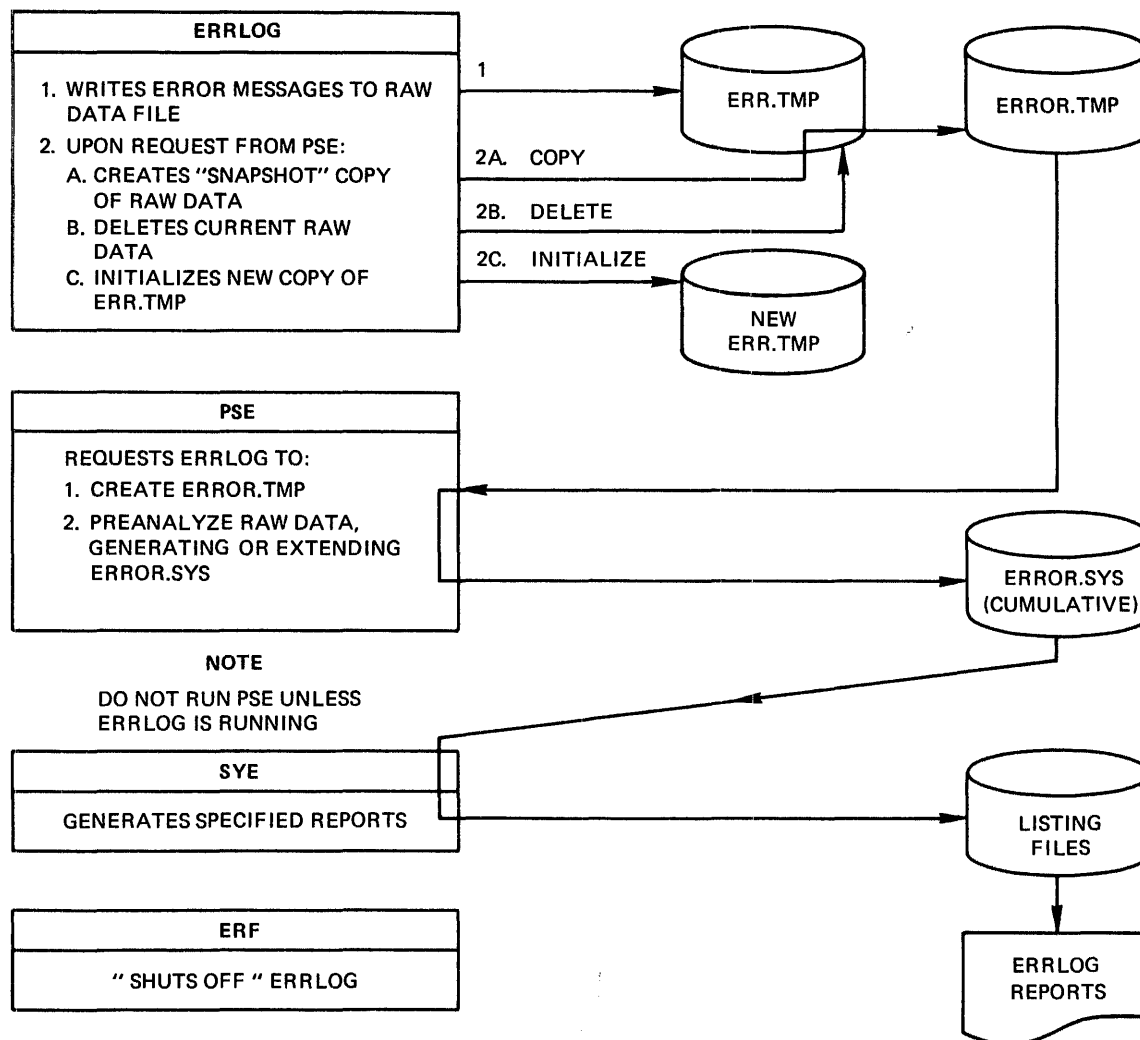 ERRLOG
1. WRITES ERROR MESSAGES TO RAW
DATA FILE
2. UPON REQUEST FROM PSE:
A. CREATES "SNAPSHOT" COPY
OF RAW DATA
B. DELETES CURRENT RAW
DATA
C. INITIALIZES NEW COPY OF
ERR.TMP
1
2A. COPY
2B. DELETE
2C. INITIALIZE
ERR.TMP
ERROR.TMP
NEW
ERR.TMP
PSE
REQUESTS ERRLOG TO:
1. CREATE ERROR.TMP
2. PREANALYZE RAW DATA,
GENERATING OR EXTENDING
ERROR.SYS
ERROR.SYS
(CUMULATIVE)
NOTE
DO NOT RUN PSE UNLESS
ERRLOG IS RUNNING
SYE
GENERATES SPECIFIED REPORTS
LISTING
FILES
ERF
" SHUTS OFF " ERRLOG
ERRLOG
REPORTS